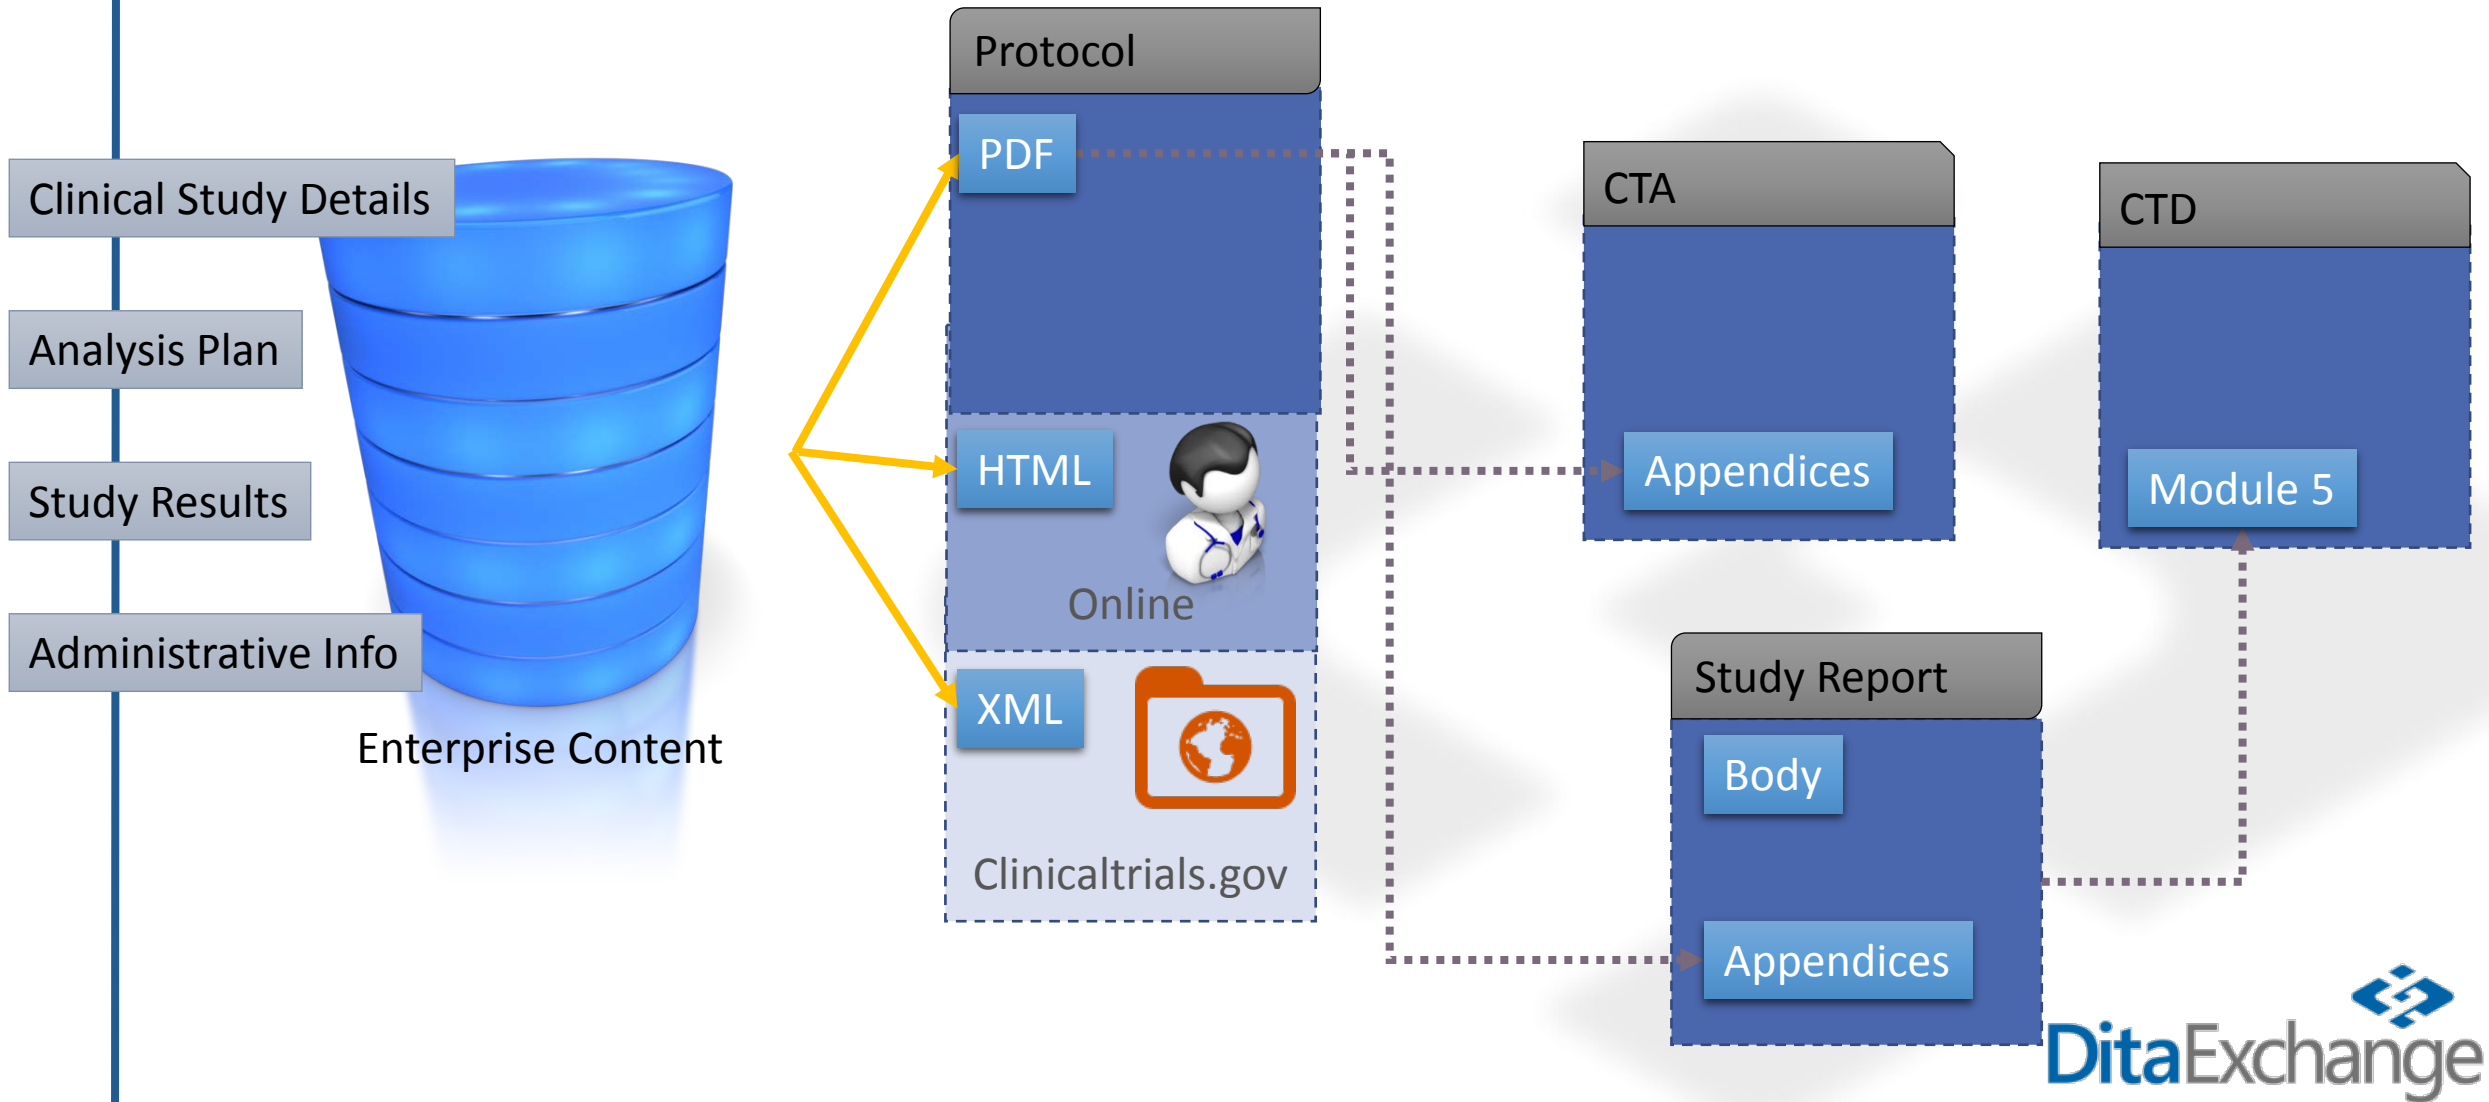 Clinical Study Details
Analysis Plan
Study Results
Administrative Info
Enterprise Content
Protocol
PDF
HTML
Online
XML
Clinicaltrials.gov
CTA
Appendices
CTD
Module 5
Study Report
Body
Appendices
DitaExchange